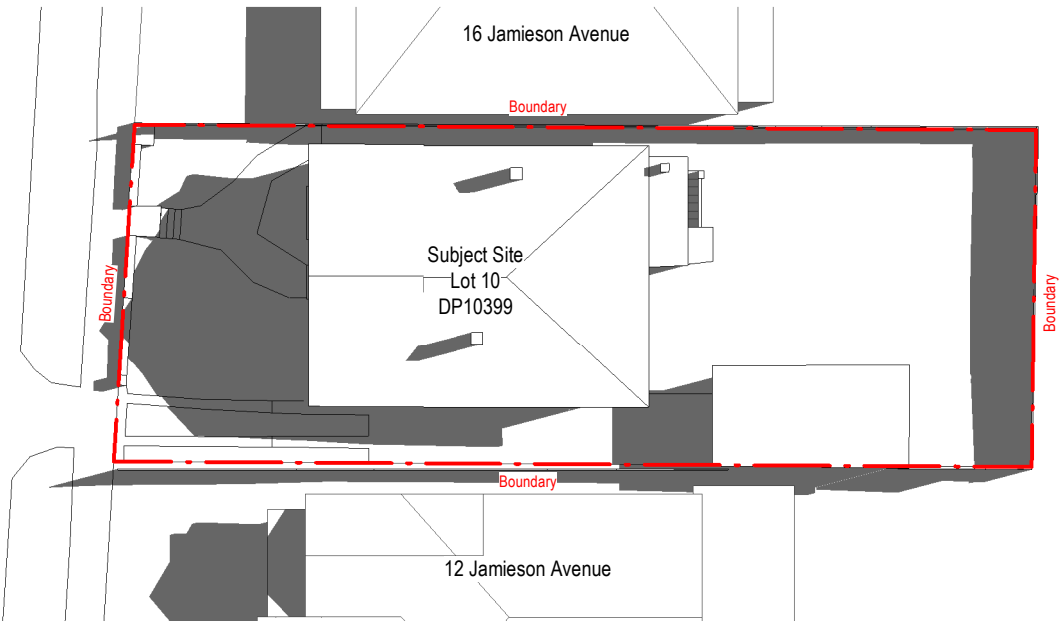 16 Jamieson Avenue
Boundary
Subject Site
Lot 10
DP10399
Boundary
Boundary
Boundary
12 Jamieson Avenue